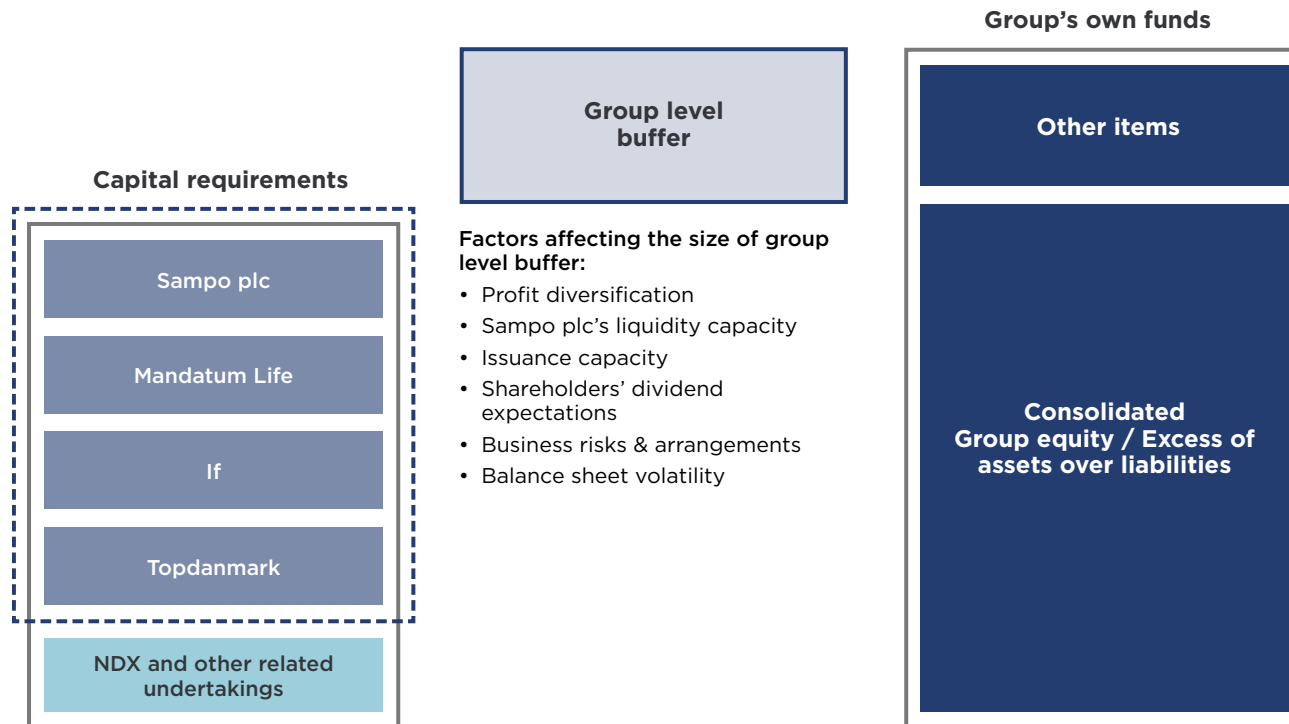 Capital requirements
Sampo plc
Mandatum Life
If
Topdanmark
NDX and other related
undertakings
Group level
buffer
Factors affecting the size of group
level buffer:
• Profit diversification
• Sampo plc’s liquidity capacity
• Issuance capacity
• Shareholders’ dividend
expectations
• Business risks & arrangements
• Balance sheet volatility
Group’s own funds
Other items
Consolidated
Group equity / Excess of
assets over liabilities